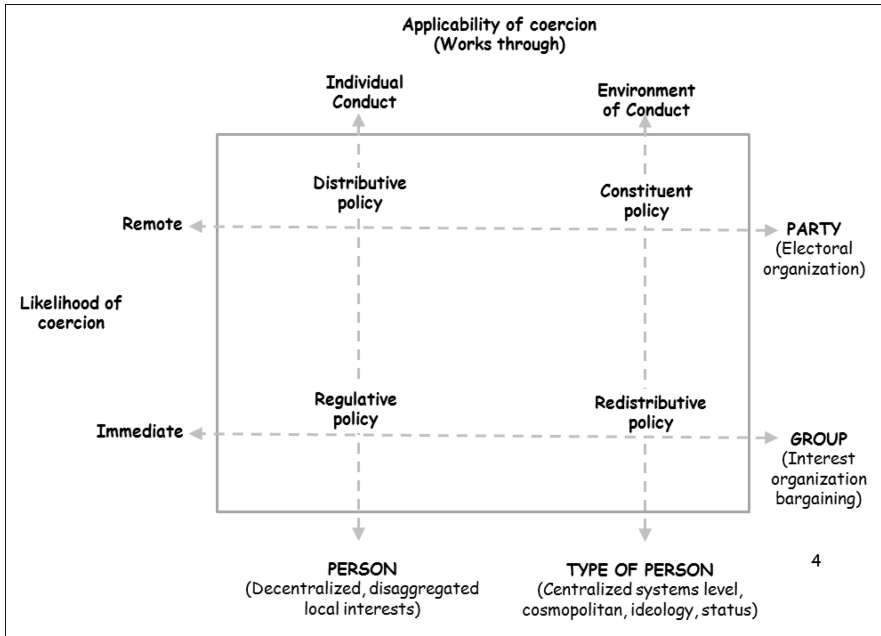 Applicability of coercion
(Works through)
Individual
Conduct
Environment
of Conduct
Distributive
policy
Constituent
policy
Remote
PARTY
(Electoral
organization)
Likelihood of
coercion
Regulative
policy
Redistributive
policy
Immediate
GROUP
(Interest
organization
bargaining)
PERSON
(Decentralized, disaggregated
local interests)
TYPE OF PERSON
(Centralized systems level,
cosmopolitan, ideology, status)
4